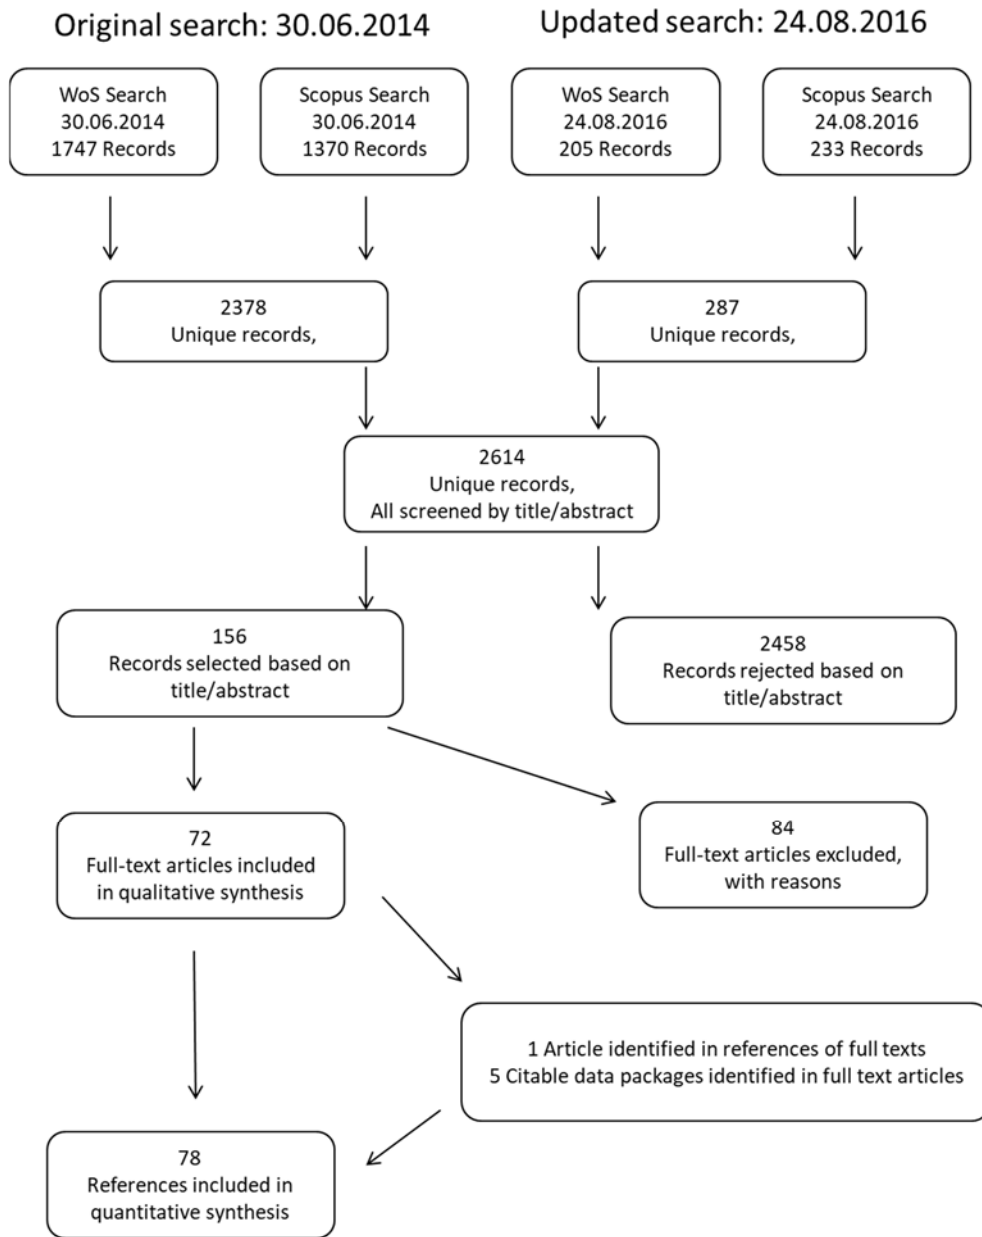 Original search: 30.06.2014
Updated search: 24.08.2016
WoS Search
30.06.2014
1747 Records
Scopus Search
30.06.2014
1370 Records
WoS Search
24.08.2016
205 Records
Scopus Search
24.08.2016
233 Records
2378
Unique records,
287
Unique records,
2614
Unique records,
All screened by title/abstract
156
Records selected based on
title/abstract
2458
Records rejected based on
title/abstract
72
Full-text articles included
in qualitative synthesis
84
Full-text articles excluded,
with reasons
1 Article identified in references of full texts
5 Citable data packages identified in full text articles
78
References included in
quantitative synthesis